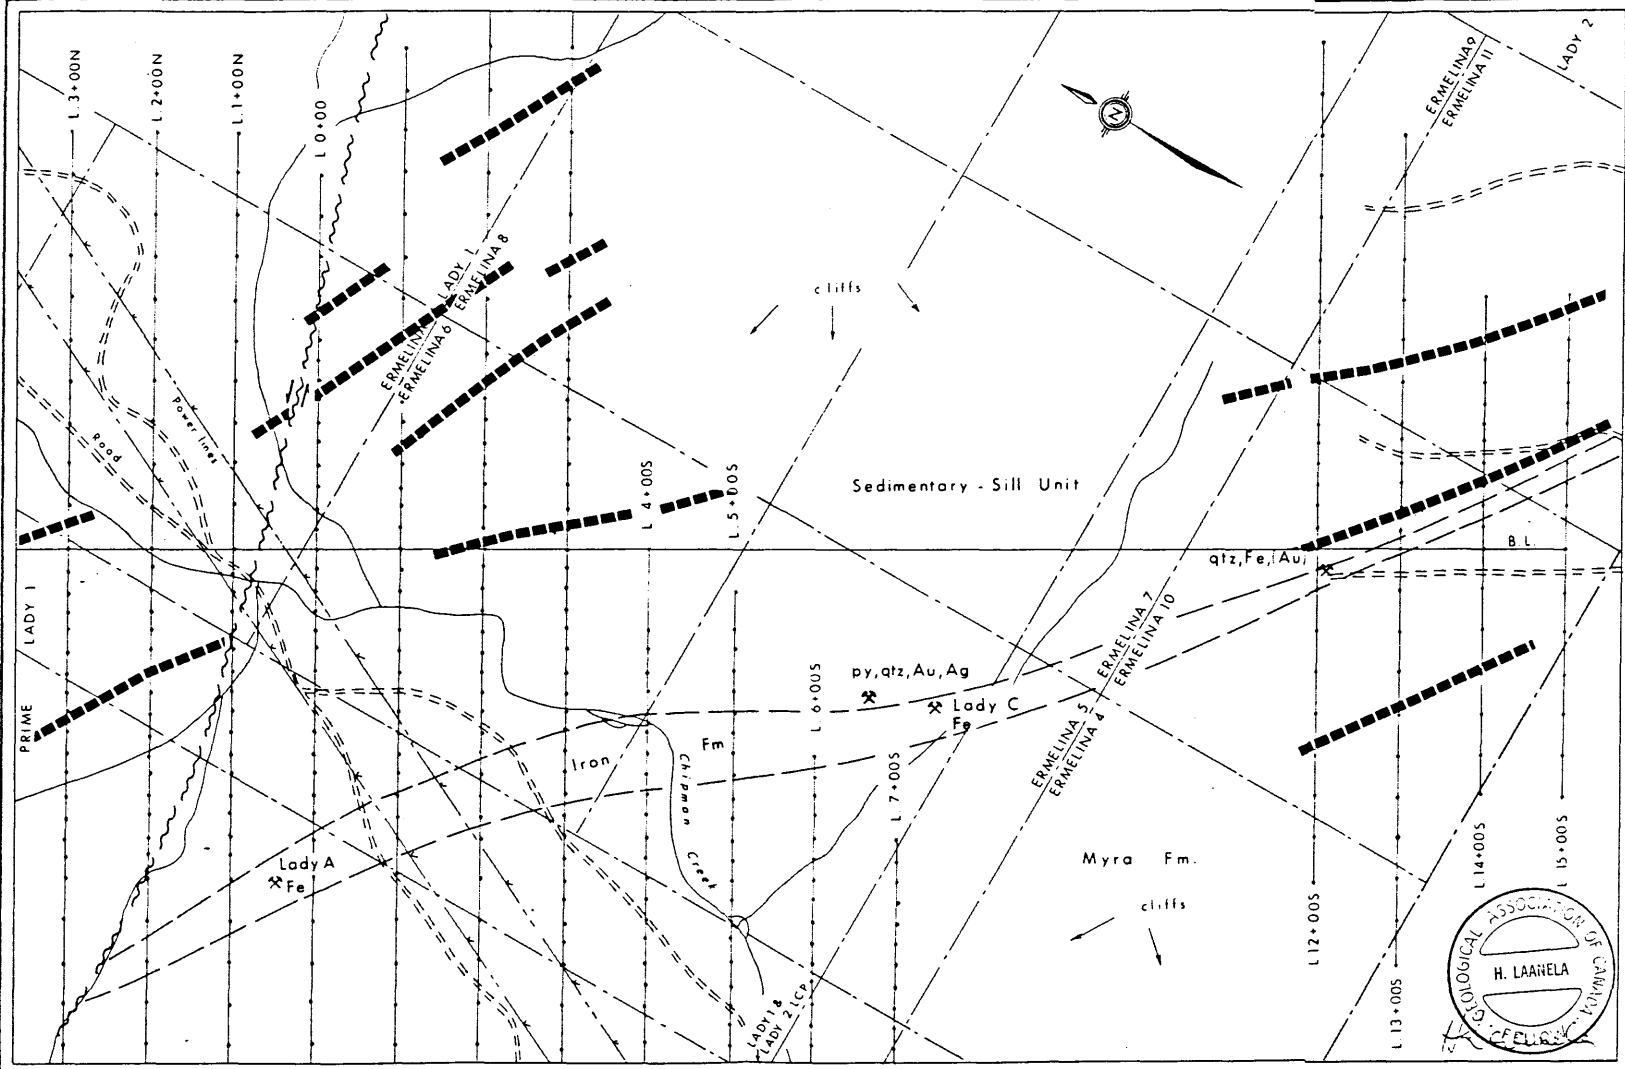 L.3+00N
L.2+00N
L.1+00N
L 0+00
ERMELINA9
ERMELINA 11
LADY 2
N
LADY 1
ERMELINA 8
ERMELINA
ERMELINA6
cliffs
Power lines
Road
L 4+00S
L.5+00S
Sedimentary - Sill Unit
B.L.
qtz,Fe,(Au)
PRIME LADY 1
ERMELINA 7
ERMELINA 10
py,qtz,Au,Ag
Lady C
Fe
L 6+00S
L 7+00S
Iron Fm
Chipman Creek
ERMELINA 5
ERMELINA 4
Lady A
Fe
Myra Fm.
cliffs
L 12+00S
L 13+00S
L 14+00S
L 15+00S
LADY 1 &
LADY 2 LCP
GEOLOGICAL ASSOCIATION OF CANADA
H. LAANELA
FELLOW